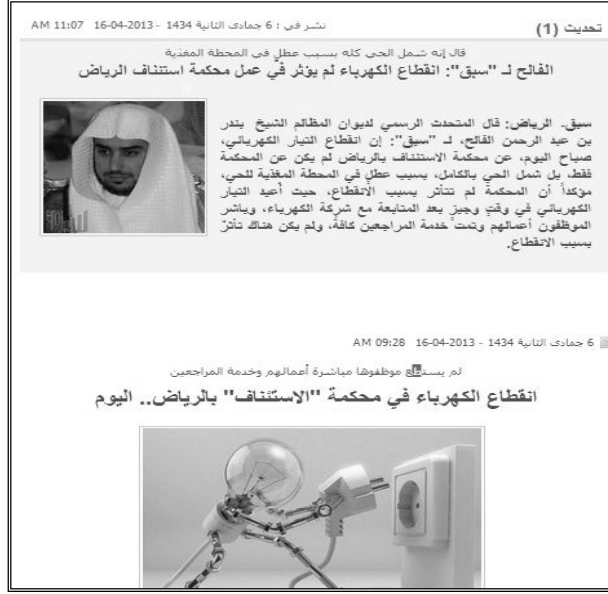 تحديث (1)
نشر في : 6 جمادى الثانية 1434 - 2013-04-16 11:07 AM
قال إنه شمل الحي كله بسبب عطلٍ في المحطة المغذية
الفالح لـ "سبق": انقطاع الكهرباء لم يؤثر في عمل محكمة استئناف الرياض
سبق- الرياض: قال المتحدث الرسمي لديوان المظالم الشيخ بندر
بن عبد الرحمن الفالح، لـ "سبق": إن انقطاع التيار الكهربائي،
صباح اليوم، عن محكمة الاستئناف بالرياض لم يكن عن المحكمة
فقط، بل شمل الحي بالكامل، بسبب عطلٍ في المحطة المغذية للحي،
مؤكداً أن المحكمة لم تتأثر بسبب الانقطاع، حيث أُعيد التيار
الكهربائي في وقتٍ وجيزٍ بعد المتابعة مع شركة الكهرباء، وباشر
الموظفون أعمالهم وتمت خدمة المراجعين كافة، ولم يكن هناك تأثرٌ
بسبب الانقطاع.
6 جمادى الثانية 1434 - 2013-04-16 09:28 AM
لم يستطع موظفوها مباشرة أعمالهم وخدمة المراجعين
انقطاع الكهرباء في محكمة "الاستئناف" بالرياض.. اليوم